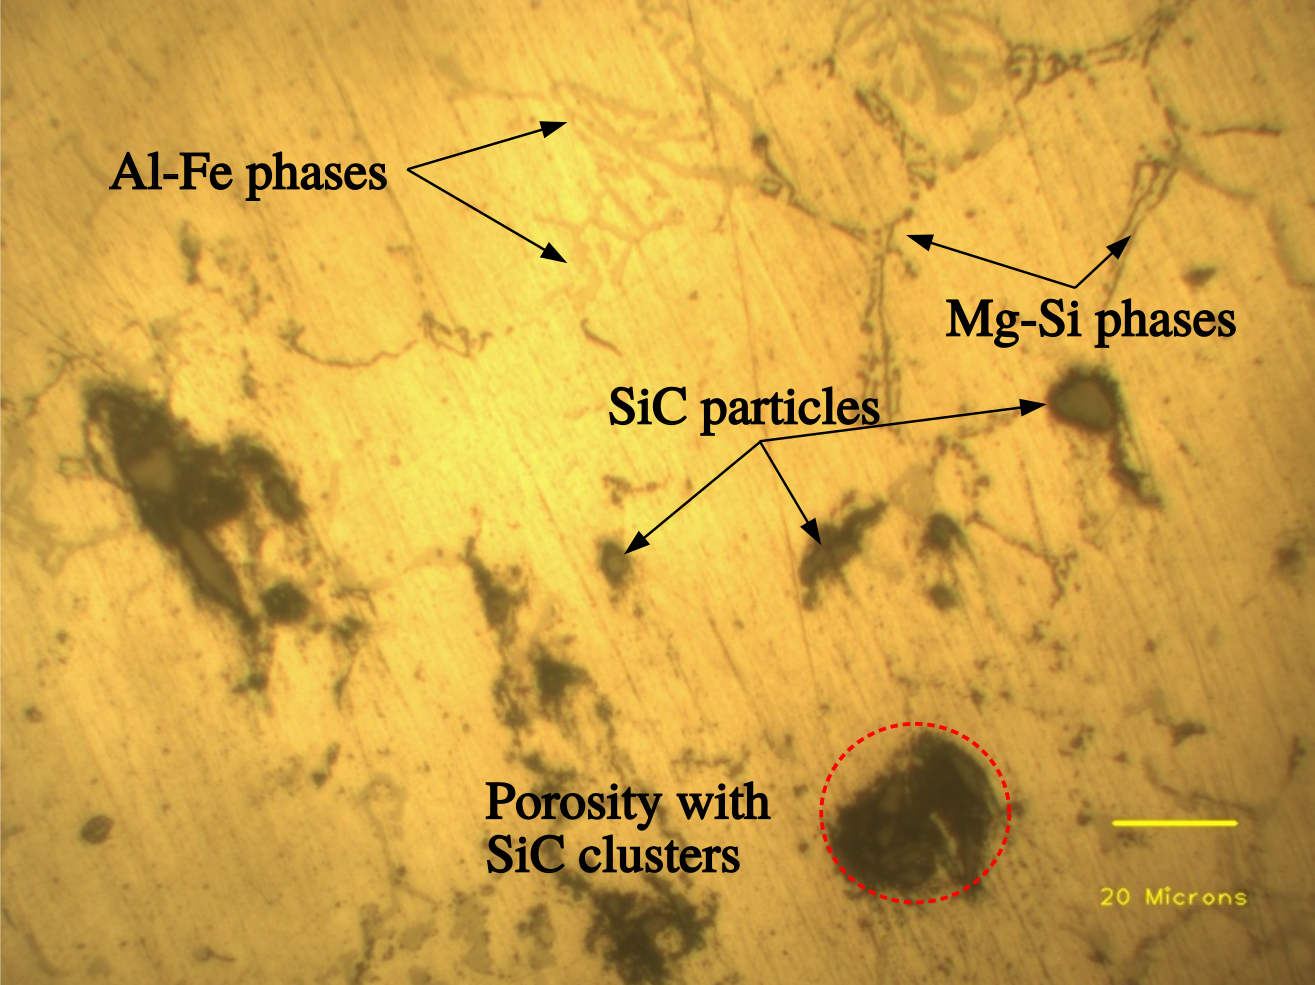 Al-Fe phases
Mg-Si phases
SiC particles
Porosity with
SiC clusters
20 Microns